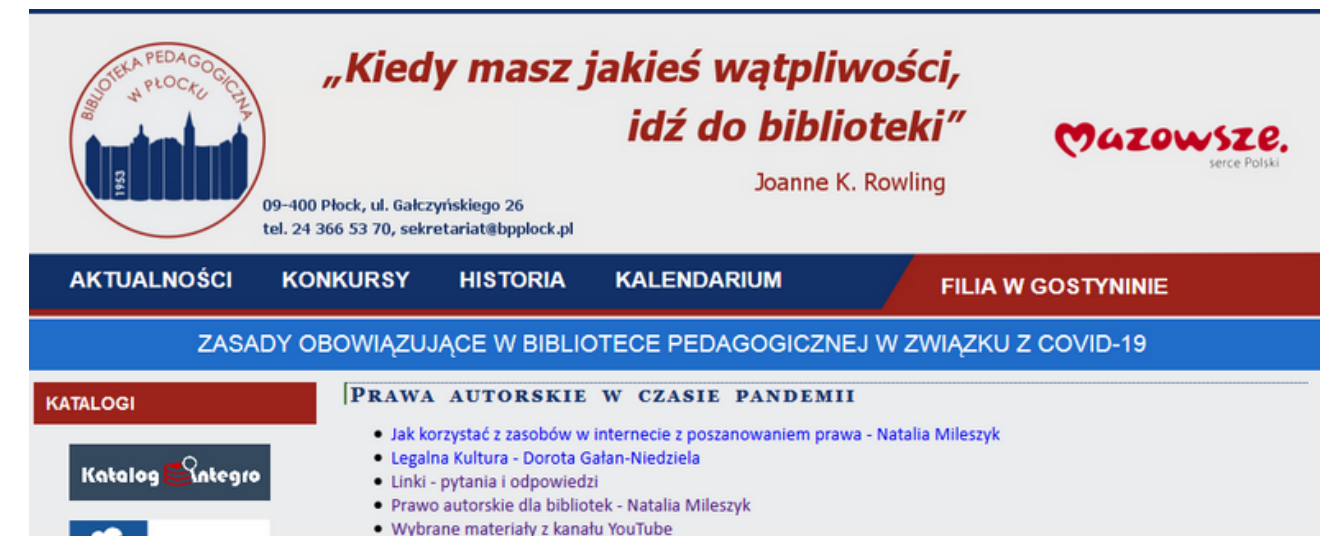 BIBLIOTEKA PEDAGOGICZNA
W PŁOCKU
1953
„Kiedy masz jakieś wątpliwości,
idź do biblioteki”
Joanne K. Rowling
mazowsze.
serce Polski
09-400 Płock, ul. Gałczyńskiego 26
tel. 24 366 53 70, sekretariat@bpplock.pl
AKTUALNOŚCI KONKURSY HISTORIA KALENDARIUM FILIA W GOSTYNINIE
ZASADY OBOWIĄZUJĄCE W BIBLIOTECE PEDAGOGICZNEJ W ZWIĄZKU Z COVID-19
KATALOGI
Katalog integro
PRAWA AUTORSKIE W CZASIE PANDEMII
• Jak korzystać z zasobów w internecie z poszanowaniem prawa - Natalia Mileszyk
• Legalna Kultura - Dorota Gałan-Niedziela
• Linki - pytania i odpowiedzi
• Prawo autorskie dla bibliotek - Natalia Mileszyk
• Wybrane materiały z kanału YouTube